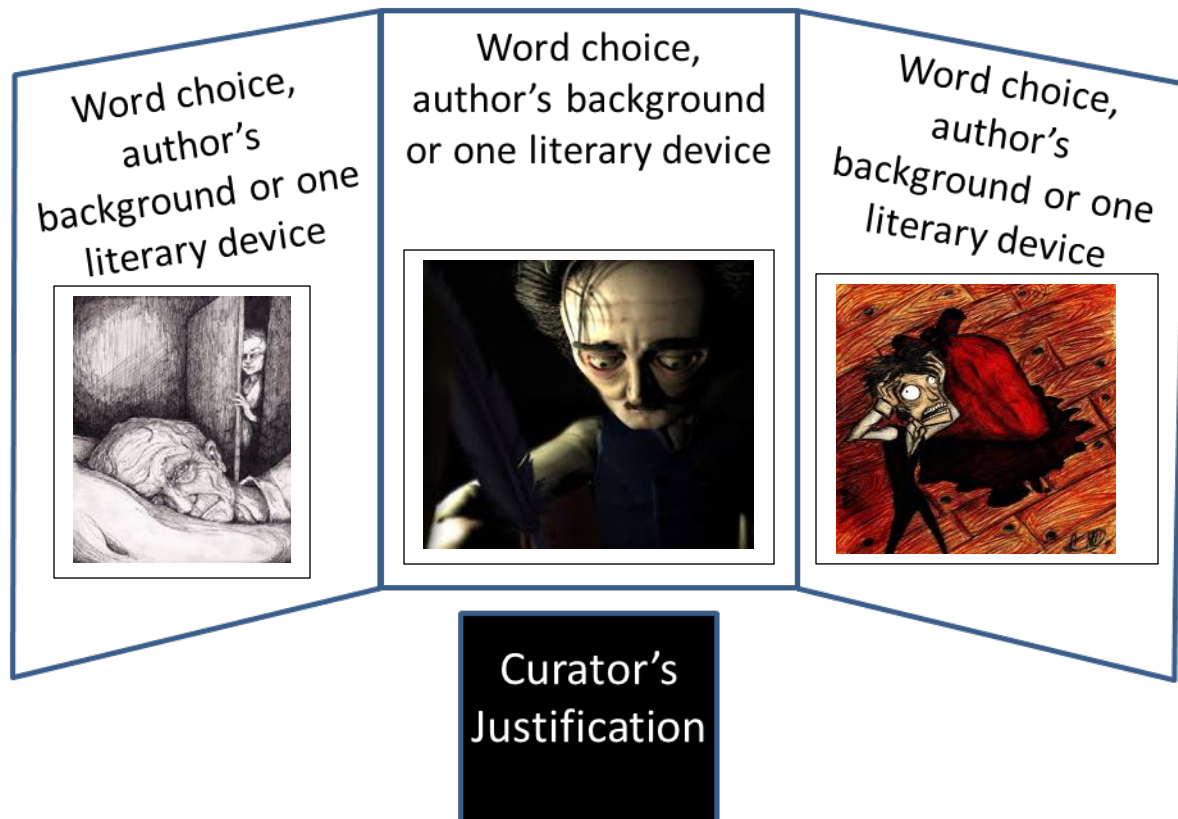 Word choice,
author’s
background or one
literary device
Word choice,
author’s background
or one literary device
Word choice,
author’s
background or one
literary device
Curator’s
Justification